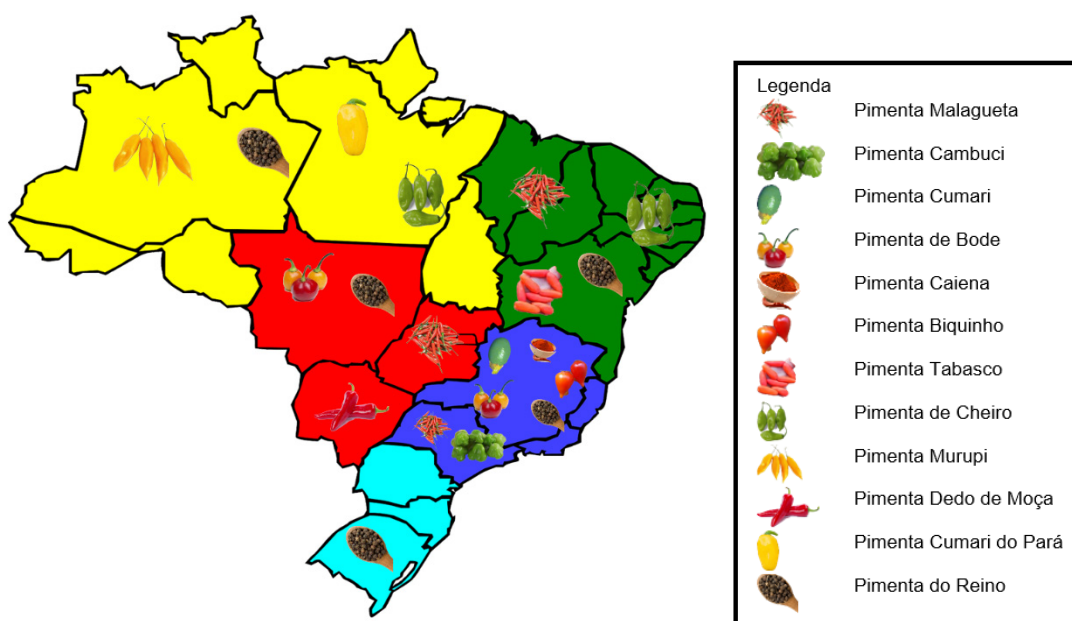 Legenda
Pimenta Malagueta
Pimenta Cambuci
Pimenta Cumari
Pimenta de Bode
Pimenta Caiena
Pimenta Biquinho
Pimenta Tabasco
Pimenta de Cheiro
Pimenta Murupi
Pimenta Dedo de Moça
Pimenta Cumari do Pará
Pimenta do Reino